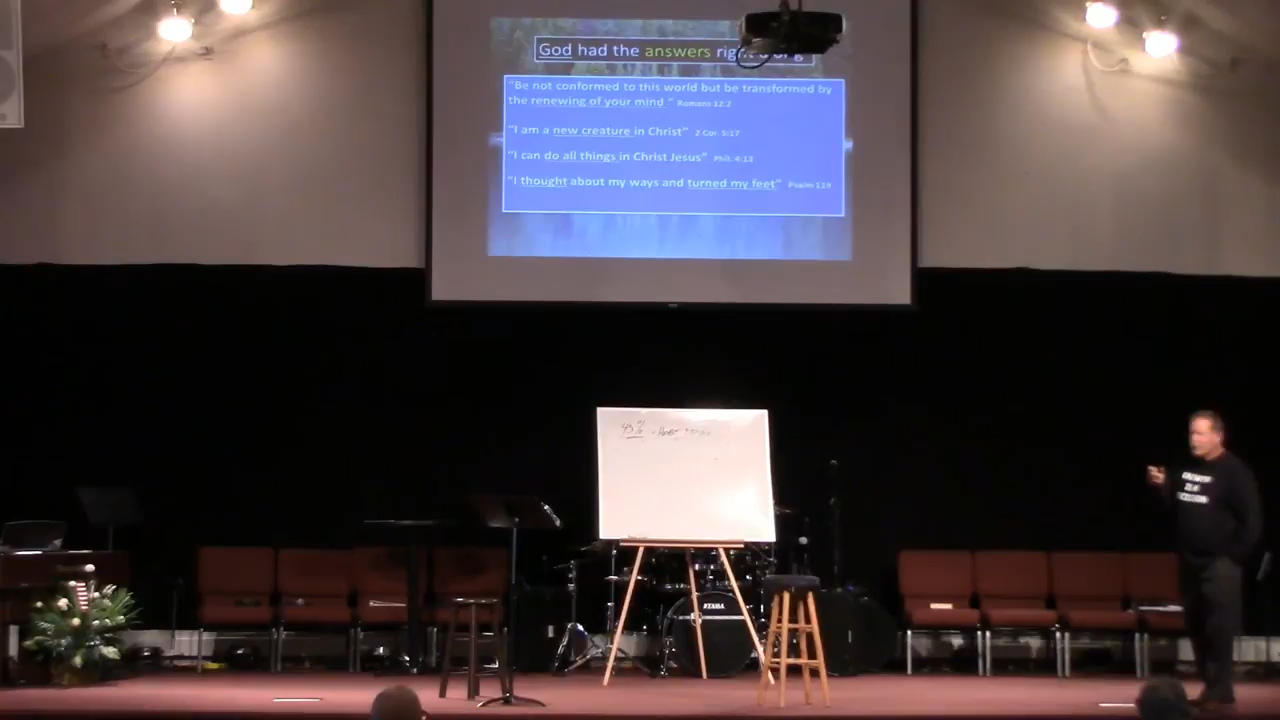 God had the answers right
"Be not conformed to this world but be transformed by
the renewing of your mind " Romans 12:2
"I am a new creature in Christ" 2 Cor. 5:17
"I can do all things in Christ Jesus" Phil. 4:13
"I thought about my ways and turned my feet" Psalm 119
TAMA